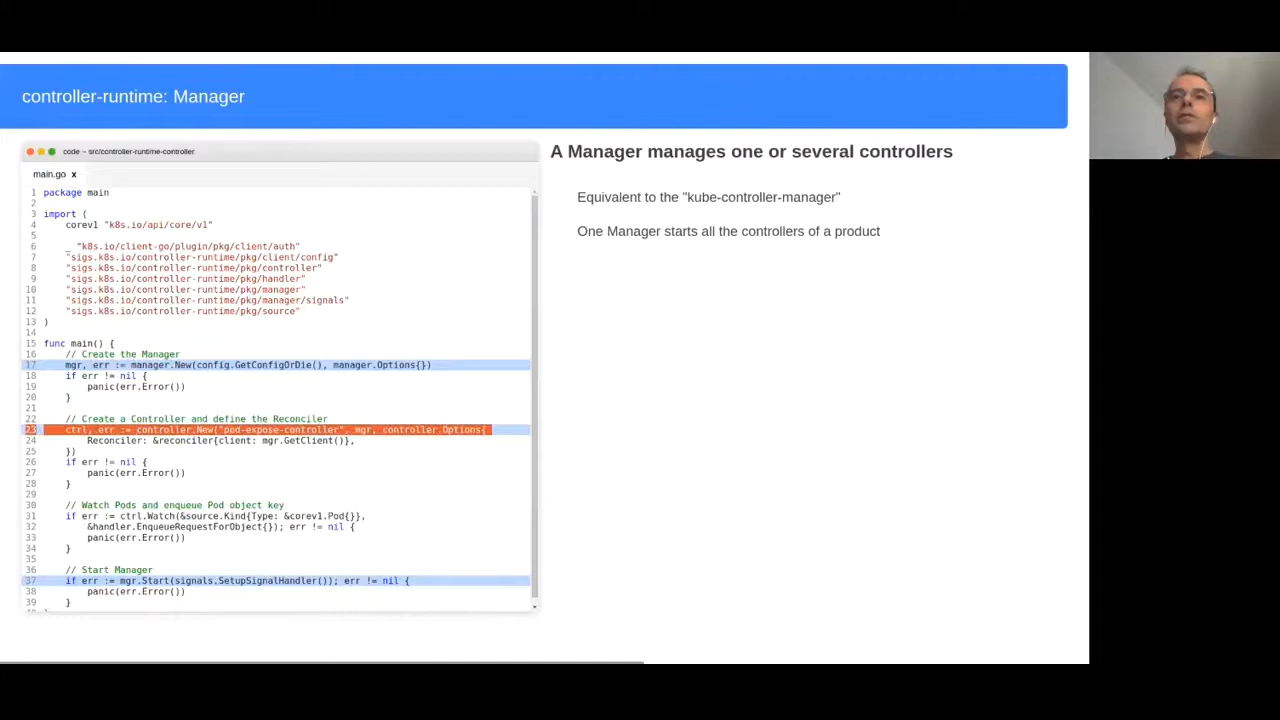 controller-runtime: Manager
code – src/controller-runtime-controller
main.go x
1 package main
2
3 import (
4 corev1 "k8s.io/api/core/v1"
5
6 _ "k8s.io/client-go/plugin/pkg/client/auth"
7 "sigs.k8s.io/controller-runtime/pkg/client/config"
8 "sigs.k8s.io/controller-runtime/pkg/controller"
9 "sigs.k8s.io/controller-runtime/pkg/handler"
10 "sigs.k8s.io/controller-runtime/pkg/manager"
11 "sigs.k8s.io/controller-runtime/pkg/manager/signals"
12 "sigs.k8s.io/controller-runtime/pkg/source"
13 )
14
15 func main() {
16 // Create the Manager
17 mgr, err := manager.New(config.GetConfigOrDie(), manager.Options{})
18 if err != nil {
19 panic(err.Error())
20 }
21
22 // Create a Controller and define the Reconciler
23 ctrl, err := controller.New("pod-expose-controller", mgr, controller.Options{
24 Reconciler: &reconciler{client: mgr.GetClient()},
25 })
26 if err != nil {
27 panic(err.Error())
28 }
29
30 // Watch Pods and enqueue Pod object key
31 if err := ctrl.Watch(&source.Kind{Type: &corev1.Pod{}},
32 &handler.EnqueueRequestForObject{}); err != nil {
33 panic(err.Error())
34 }
35
36 // Start Manager
37 if err := mgr.Start(signals.SetupSignalHandler()); err != nil {
38 panic(err.Error())
39 }
A Manager manages one or several controllers
Equivalent to the "kube-controller-manager"
One Manager starts all the controllers of a product